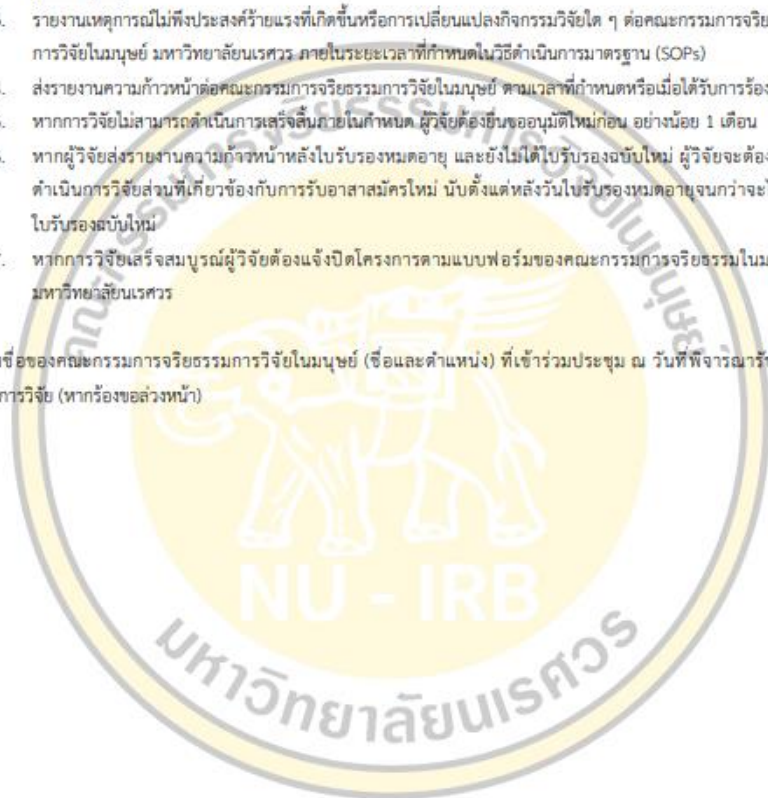 . รายงานเหตุการณ์ไม่พึงประสงค์ร้ายแรงที่เกิดขึ้นหรือการเปลี่ยนแปลงกิจกรรมวิจัยใด ๆ ต่อคณะกรรมการจริย
การวิจัยในมนุษย์ มหาวิทยาลัยนเรศวร ภายในระยะเวลาที่กำหนดในวิธีดำเนินการมาตรฐาน (SOPs)
. ส่งรายงานความก้าวหน้าต่อคณะกรรมการจริยธรรมการวิจัยในมนุษย์ ตามเวลาที่กำหนดหรือเมื่อได้รับการร้อง
. หากการวิจัยไม่สามารถดำเนินการเสร็จสิ้นภายในกำหนด ผู้วิจัยต้องยื่นขออนุมัติใหม่ก่อน อย่างน้อย 1 เดือน
. หากผู้วิจัยส่งรายงานความก้าวหน้าหลังใบรับรองหมดอายุ และยังไม่ได้ใบรับรองฉบับใหม่ ผู้วิจัยจะต้อง
ดำเนินการวิจัยส่วนที่เกี่ยวข้องกับการรับอาสาสมัครใหม่ นับตั้งแต่หลังวันใบรับรองหมดอายุจนกว่าจะไ
ใบรับรองฉบับใหม่
. หากการวิจัยเสร็จสมบูรณ์ผู้วิจัยต้องแจ้งปิดโครงการตามแบบฟอร์มของคณะกรรมการจริยธรรมในม
มหาวิทยาลัยนเรศวร
ชื่อของคณะกรรมการจริยธรรมการวิจัยในมนุษย์ (ชื่อและตำแหน่ง) ที่เข้าร่วมประชุม ณ วันที่พิจารณารั
การวิจัย (หากร้องขอล่วงหน้า)
คณะกรรมการจริยธรรมการวิจัยในมนุษย์
NU - IRB
มหาวิทยาลัยนเรศวร